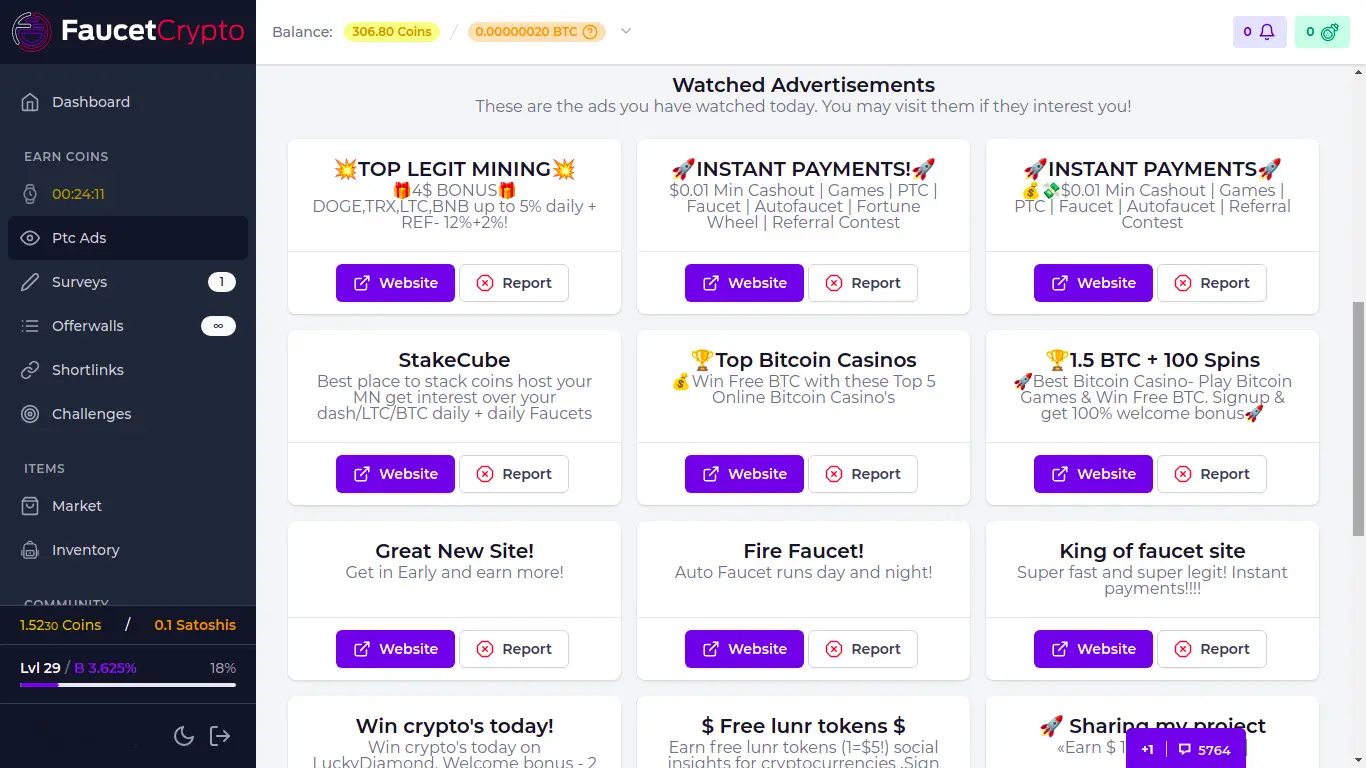 FaucetCrypto
Balance: 306.80 Coins / 0.00000020 BTC
0
0
Dashboard
EARN COINS
00:24:11
Ptc Ads
Surveys 1
Offerwalls ∞
Shortlinks
Challenges
ITEMS
Market
Inventory
COMMUNITY
1.5230 Coins / 0.1 Satoshis
Lvl 29 / B 3.625% 18%
Watched Advertisements
These are the ads you have watched today. You may visit them if they interest you!
💥TOP LEGIT MINING💥
🎁4$ BONUS🎁
DOGE,TRX,LTC,BNB up to 5% daily +
REF- 12%+2%!
Website Report
🚀INSTANT PAYMENTS!🚀
$0.01 Min Cashout | Games | PTC |
Faucet | Autofaucet | Fortune
Wheel | Referral Contest
Website Report
🚀INSTANT PAYMENTS🚀
💰💸$0.01 Min Cashout | Games |
PTC | Faucet | Autofaucet | Referral
Contest
Website Report
StakeCube
Best place to stack coins host your
MN get interest over your
dash/LTC/BTC daily + daily Faucets
Website Report
🏆Top Bitcoin Casinos
💰Win Free BTC with these Top 5
Online Bitcoin Casino's
Website Report
🏆1.5 BTC + 100 Spins
🚀Best Bitcoin Casino- Play Bitcoin
Games & Win Free BTC. Signup &
get 100% welcome bonus🚀
Website Report
Great New Site!
Get in Early and earn more!
Website Report
Fire Faucet!
Auto Faucet runs day and night!
Website Report
King of faucet site
Super fast and super legit! Instant
payments!!!!
Website Report
Win crypto's today!
Win crypto's today on
LuckyDiamond. Welcome bonus - 2
$ Free lunr tokens $
Earn free lunr tokens (1=$5!) social
insights for cryptocurrencies .Sign
🚀 Sharing my project
«Earn $ 1
+1 5764